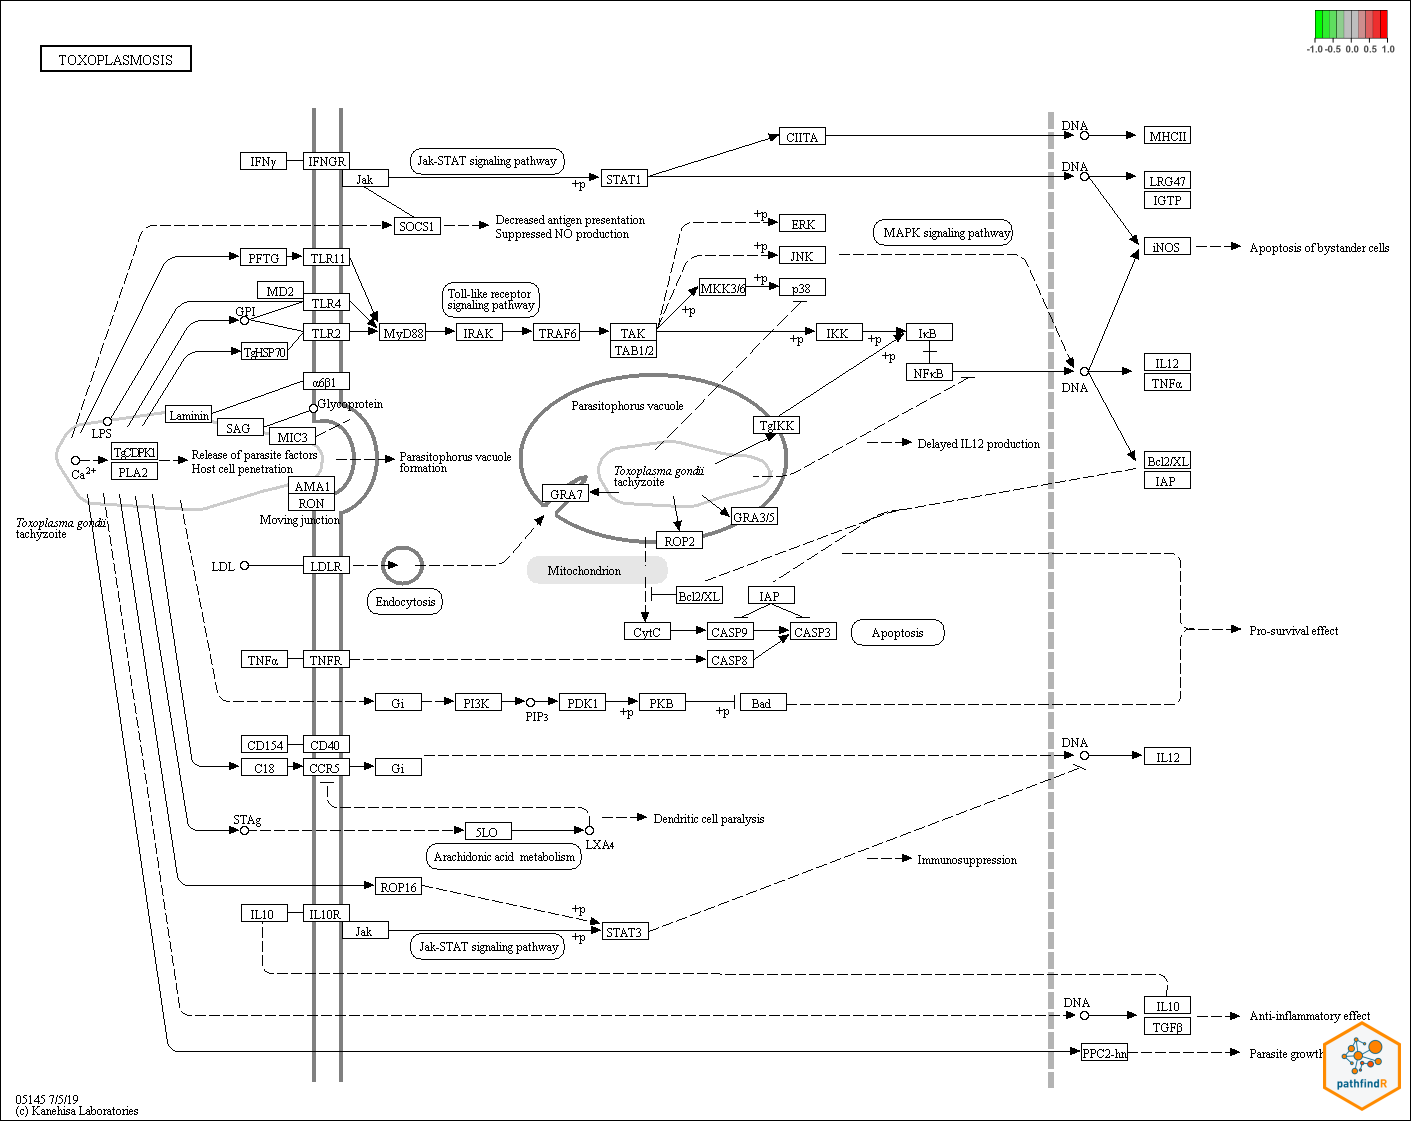 -1.0 -0.5 0.0 0.5 1.0
TOXOPLASMOSIS
DNA
CIITA
MHCII
IFNγ
IFNGR
Jak-STAT signaling pathway
Jak
+p
STAT1
DNA
LRG47
IGTP
SOCS1
Decreased antigen presentation
Suppressed NO production
+p
ERK
MAPK signaling pathway
iNOS
Apoptosis of bystander cells
PFTG
TLR11
+p
JNK
MD2
TLR4
Toll-like receptor
signaling pathway
MKK3/6
+p
p38
+p
GPI
TLR2
MyD88
IRAK
TRAF6
TAK
TAB1/2
+p
IKK
+p
IκB
+p
TgHSP70
NFκB
DNA
IL12
TNFα
α6β1
Laminin
Glycoprotein
SAG
MIC3
LPS
Parasitophorus vacuole
TgIKK
Delayed IL12 production
Ca2+
TgCDPK1
PLA2
Release of parasite factors
Host cell penetration
Parasitophorus vacuole
formation
Toxoplasma gondii
tachyzoite
Bcl2/XL
IAP
AMA1
RON
Moving junction
GRA7
GRA3/5
ROP2
Toxoplasma gondii
tachyzoite
LDL
LDLR
Endocytosis
Mitochondrion
Bcl2/XL
IAP
CytC
CASP9
CASP3
Apoptosis
Pro-survival effect
TNFα
TNFR
CASP8
Gi
PI3K
PIP3
PDK1
+p
PKB
+p
Bad
CD154
CD40
C18
CCR5
Gi
DNA
IL12
STAg
5LO
LXA4
Dendritic cell paralysis
Arachidonic acid metabolism
Immunosuppression
ROP16
+p
IL10
IL10R
Jak
+p
STAT3
Jak-STAT signaling pathway
DNA
IL10
TGFβ
Anti-inflammatory effect
PPC2-hn
Parasite growth
pathfindR
05145 7/5/19
(c) Kanehisa Laboratories